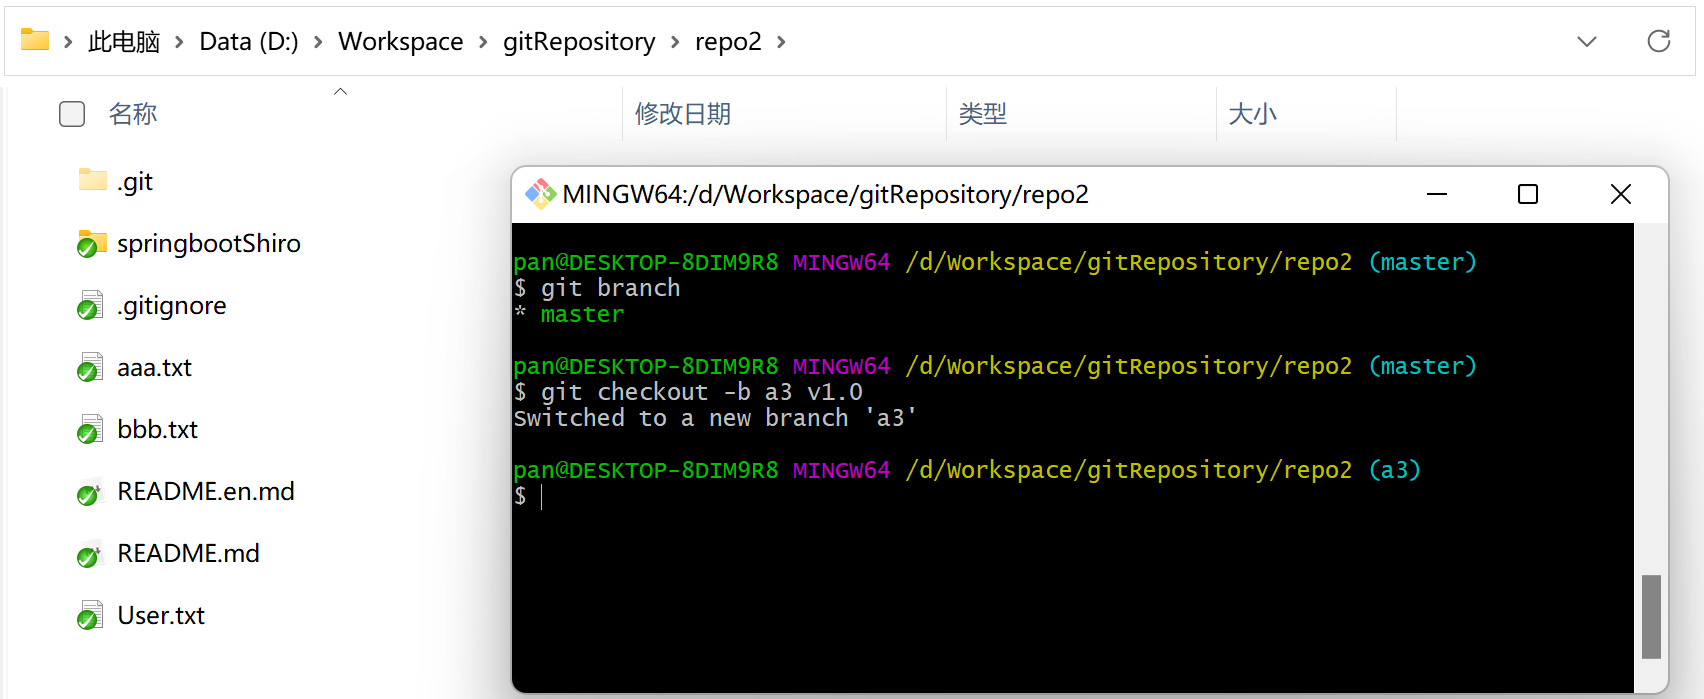 此电脑 > Data (D:) > Workspace > gitRepository > repo2 >
名称 修改日期 类型 大小
.git
springbootShiro
.gitignore
aaa.txt
bbb.txt
README.en.md
README.md
User.txt
MINGW64:/d/Workspace/gitRepository/repo2
pan@DESKTOP-8DIM9R8 MINGW64 /d/Workspace/gitRepository/repo2 (master)
$ git branch
* master
pan@DESKTOP-8DIM9R8 MINGW64 /d/Workspace/gitRepository/repo2 (master)
$ git checkout -b a3 v1.0
Switched to a new branch 'a3'
pan@DESKTOP-8DIM9R8 MINGW64 /d/Workspace/gitRepository/repo2 (a3)
$